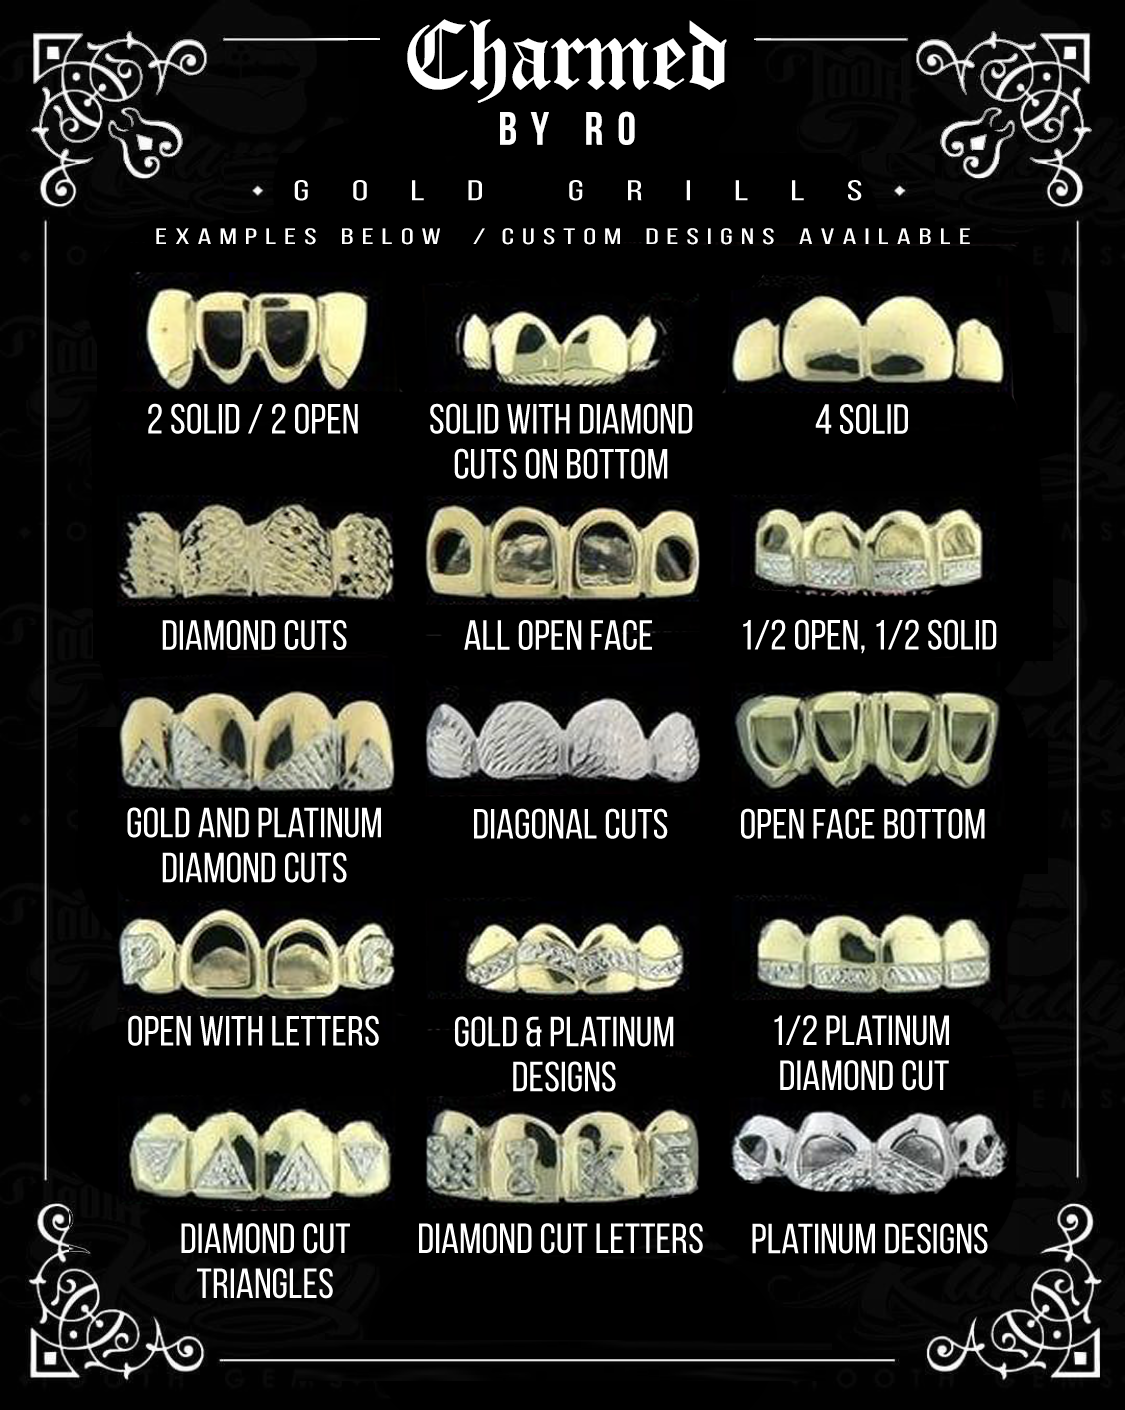 Charmed
BY RO
GOLD GRILLS
EXAMPLES BELOW / CUSTOM DESIGNS AVAILABLE
2 SOLID / 2 OPEN
SOLID WITH DIAMOND
CUTS ON BOTTOM
4 SOLID
DIAMOND CUTS
ALL OPEN FACE
1/2 OPEN, 1/2 SOLID
GOLD AND PLATINUM
DIAMOND CUTS
DIAGONAL CUTS
OPEN FACE BOTTOM
P
C
OPEN WITH LETTERS
GOLD & PLATINUM
DESIGNS
1/2 PLATINUM
DIAMOND CUT
DIAMOND CUT
TRIANGLES
DIAMOND CUT LETTERS
PLATINUM DESIGNS
TOOTH GEMS